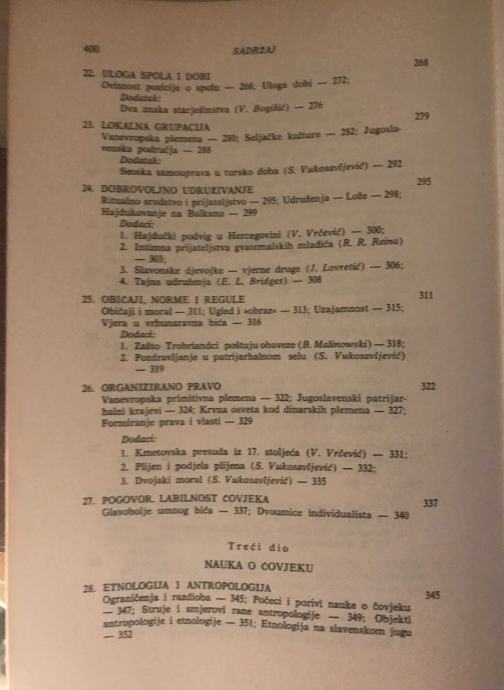 400 SADRŽAJ
22. ULOGA SPOLA I DOBI 268
Ovisnost pozicije o spolu — 268; Uloga dobi — 272;
Dodatak:
Dva znaka starješinstva (V. Bogišić) — 276
23. LOKALNA GRUPACIJA 279
Vanevropska plemena — 280; Seljačke kulture — 282; Jugosla-
venska područja — 288
Dodatak:
Seoska samouprava u tursko doba (S. Vukosavljević) — 292
24. DOBROVOLJNO UDRUŽIVANJE 295
Ritualno srodstvo i prijateljstvo — 295; Udruženja — Lože — 298;
Hajdukovanje na Balkanu — 299
Dodaci:
1. Hajdučki podvig u Hercegovini (V. Vrčević) — 300;
2. Intimna prijateljstva gvatemalskih mladića (R. R. Reina)
— 303;
3. Slavonske djevojke — vjerne druge (J. Lovretić) — 306;
4. Tajna udruženja (E. L. Bridges) — 308
25. OBIČAJI, NORME I REGULE 311
Običaji i moral — 311; Ugled i »obraz« — 313; Uzajamnost — 315;
Vjera u vrhunaravna bića — 316
Dodaci:
1. Zašto Trobriandci poštuju obaveze (B. Malinowski) — 318;
2. Pozdravljanje u patrijarhalnom selu (S. Vukosavljević)
— 319
26. ORGANIZIRANO PRAVO 322
Vanevropska primitivna plemena — 322; Jugoslavenski patrijar-
halni krajevi — 324; Krvna osveta kod dinarskih plemena — 327;
Formiranje prava i vlasti — 329
Dodaci:
1. Kmetovska presuda iz 17. stoljeća (V. Vrčević) — 331;
2. Plijen i podjela plijena (S. Vukosavljević) — 332;
3. Dvojaki moral (S. Vukosavljević) — 335
27. POGOVOR. LABILNOST ČOVJEKA 337
Glavobolje umnog bića — 337; Dvoumice individualista — 340
Treći dio
NAUKA O ČOVJEKU
28. ETNOLOGIJA I ANTROPOLOGIJA 345
Ograničenja i razdioba — 345; Počeci i porivi nauke o čovjeku
— 347; Struje i smjerovi rane antropologije — 349; Objekti
antropologije i etnologije — 351; Etnologija na slavenskom jugu
— 352